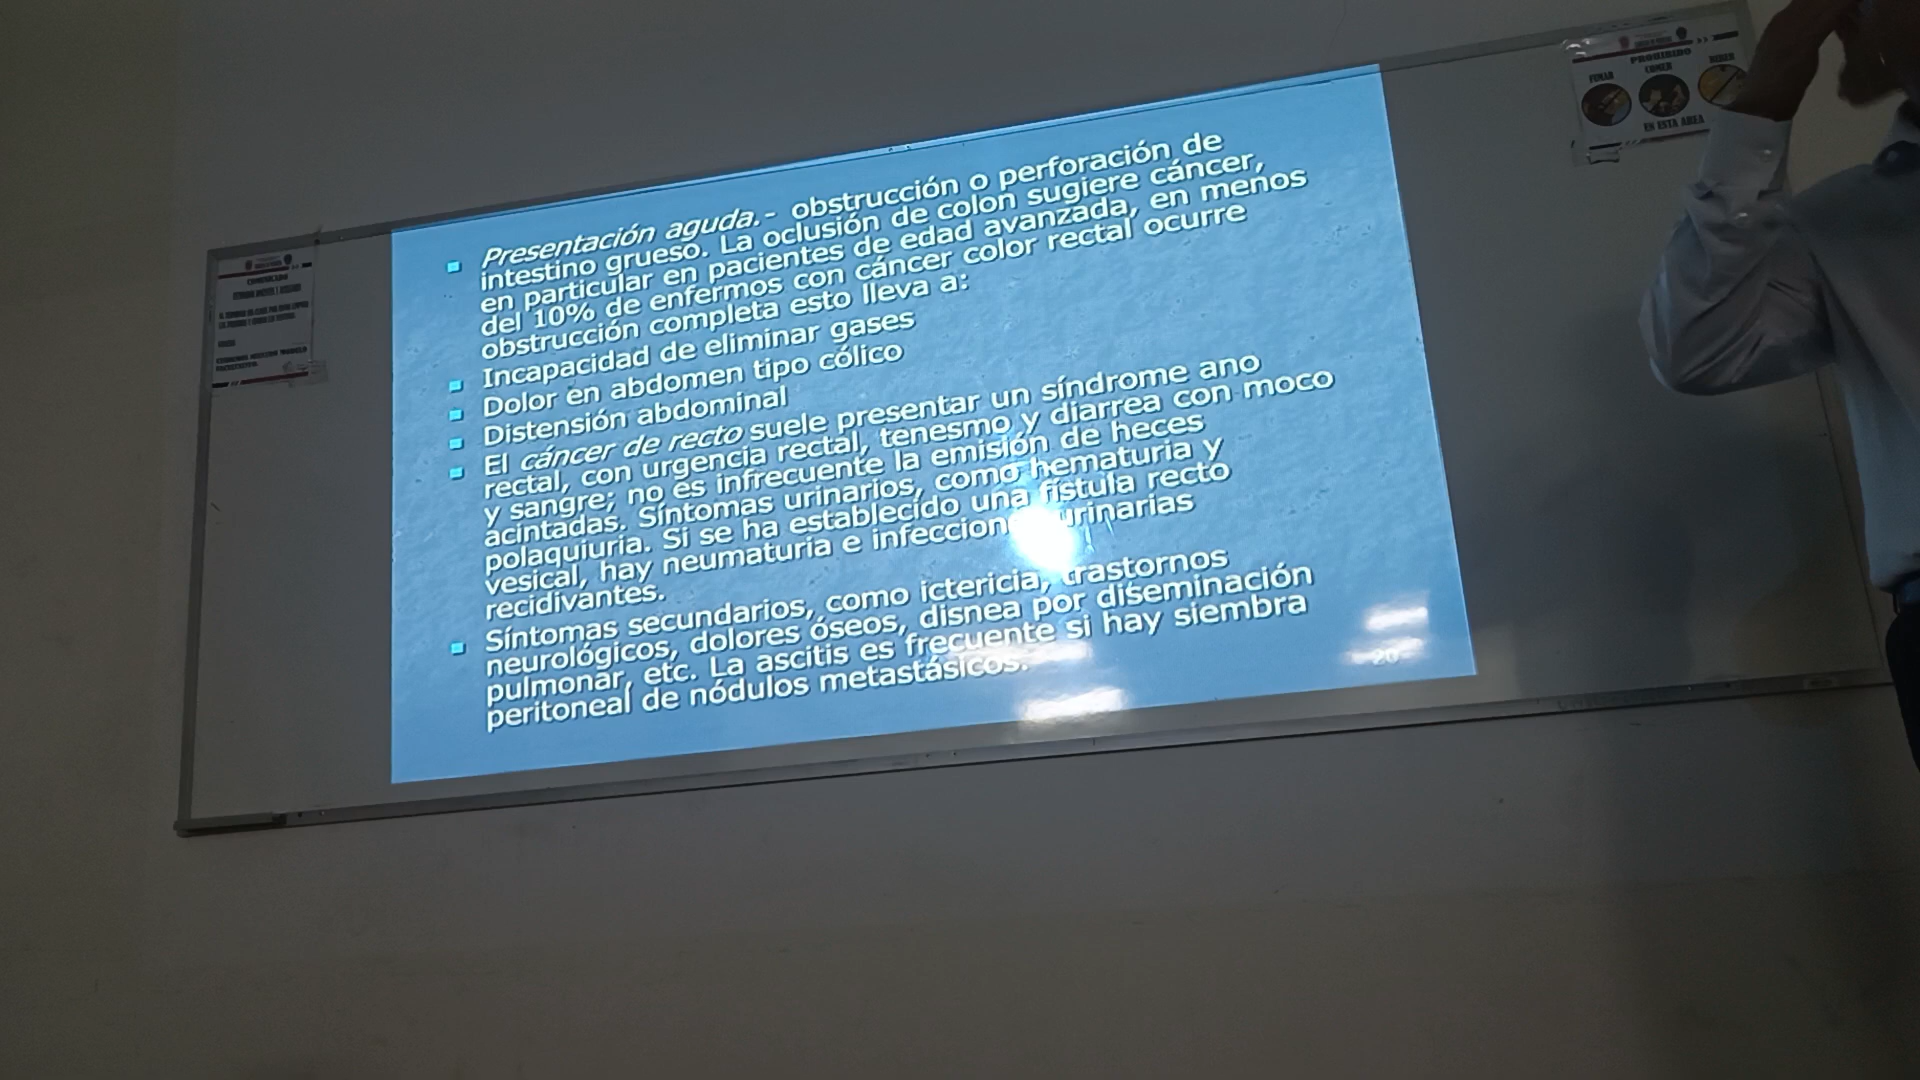 Presentación aguda.- obstrucción o perforación de
intestino grueso. La oclusión de colon sugiere cáncer,
en particular en pacientes de edad avanzada, en menos
del 10% de enfermos con cáncer color rectal ocurre
obstrucción completa esto lleva a:
Incapacidad de eliminar gases
Dolor en abdomen tipo cólico
Distensión abdominal
El cáncer de recto suele presentar un síndrome ano
rectal, con urgencia rectal, tenesmo y diarrea con moco
y sangre; no es infrecuente la emisión de heces
acintadas. Síntomas urinarios, como hematuria y
polaquiuria. Si se ha establecido una fístula recto
vesical, hay neumaturia e infecciones urinarias
recidivantes.
Síntomas secundarios, como ictericia, trastornos
neurológicos, dolores óseos, disnea por diseminación
pulmonar, etc. La ascitis es frecuente si hay siembra
peritoneal de nódulos metastásicos.
20
COMUNICADO
PROHIBIDO
FUMAR COMER BEBER
EN ESTA AREA